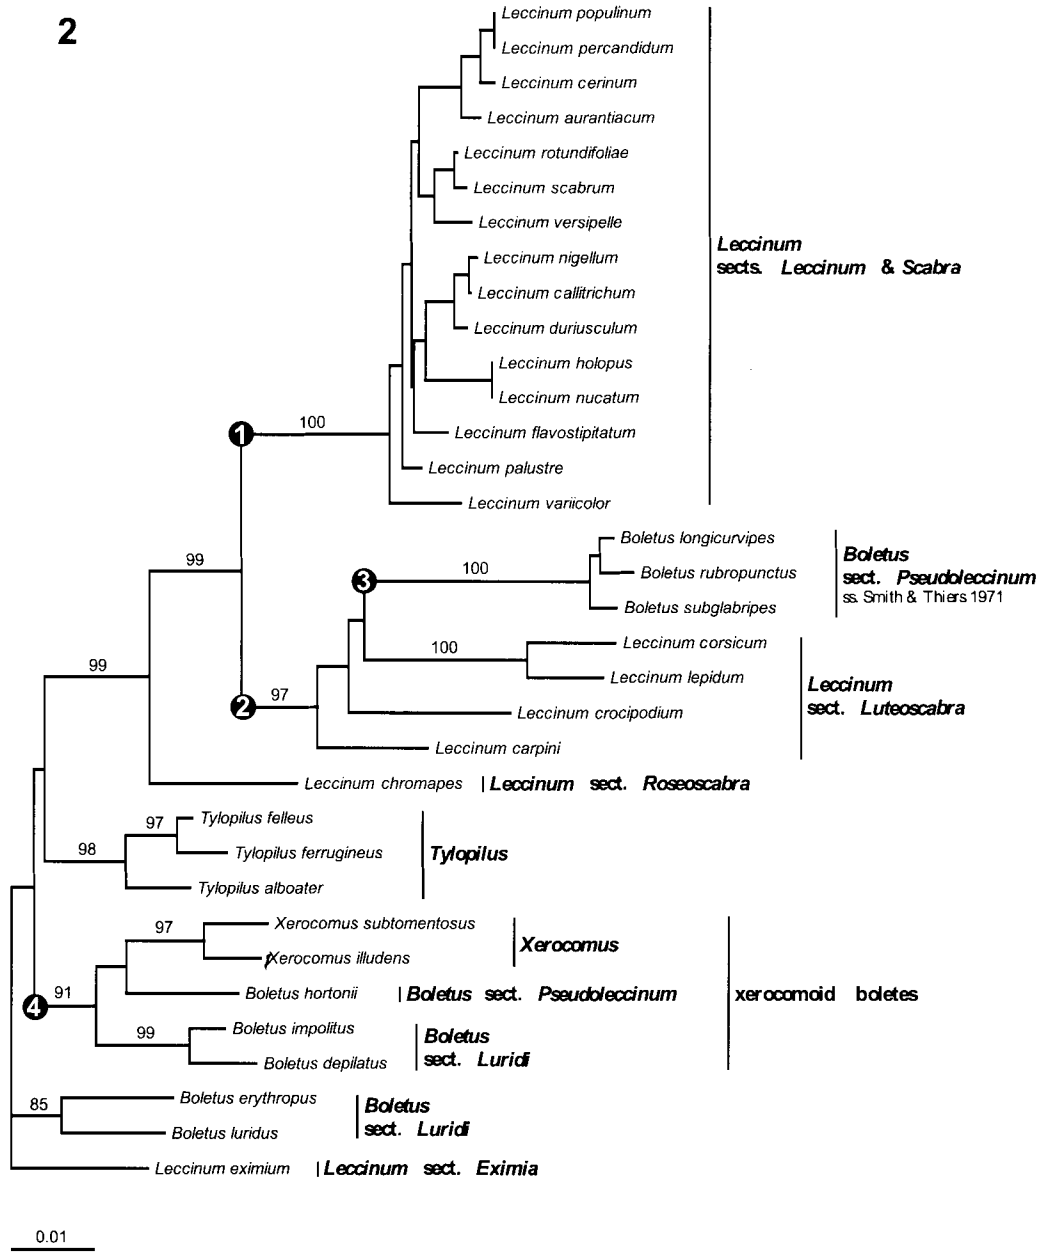 2
Leccinum populinum
Leccinum percandidum
Leccinum cerinum
Leccinum aurantiacum
Leccinum rotundifoliae
Leccinum scabrum
Leccinum versipelle
Leccinum
sects. Leccinum & Scabra
Leccinum nigellum
Leccinum callitrichum
Leccinum duriusculum
Leccinum holopus
Leccinum nucatum
1
100
Leccinum flavostipitatum
Leccinum palustre
Leccinum variicolor
99
Boletus longicurvipes
Boletus rubropunctus
Boletus subglabripes
3
100
Boletus
sect. Pseudoleccinum
ss. Smith & Thiers 1971
Leccinum corsicum
100
Leccinum lepidum
99
2
97
Leccinum crocipodium
Leccinum
sect. Luteoscabra
Leccinum carpini
Leccinum chromapes
Leccinum sect. Roseoscabra
Tylopilus felleus
97
Tylopilus ferrugineus
98
Tylopilus alboater
Tylopilus
Xerocomus subtomentosus
97
Xerocomus illudens
Xerocomus
4
91
Boletus hortonii
Boletus sect. Pseudoleccinum
xerocomoid boletes
Boletus impolitus
99
Boletus depilatus
Boletus
sect. Luridi
Boletus erythropus
85
Boletus luridus
Boletus
sect. Luridi
Leccinum eximium
Leccinum sect. Eximia
0.01